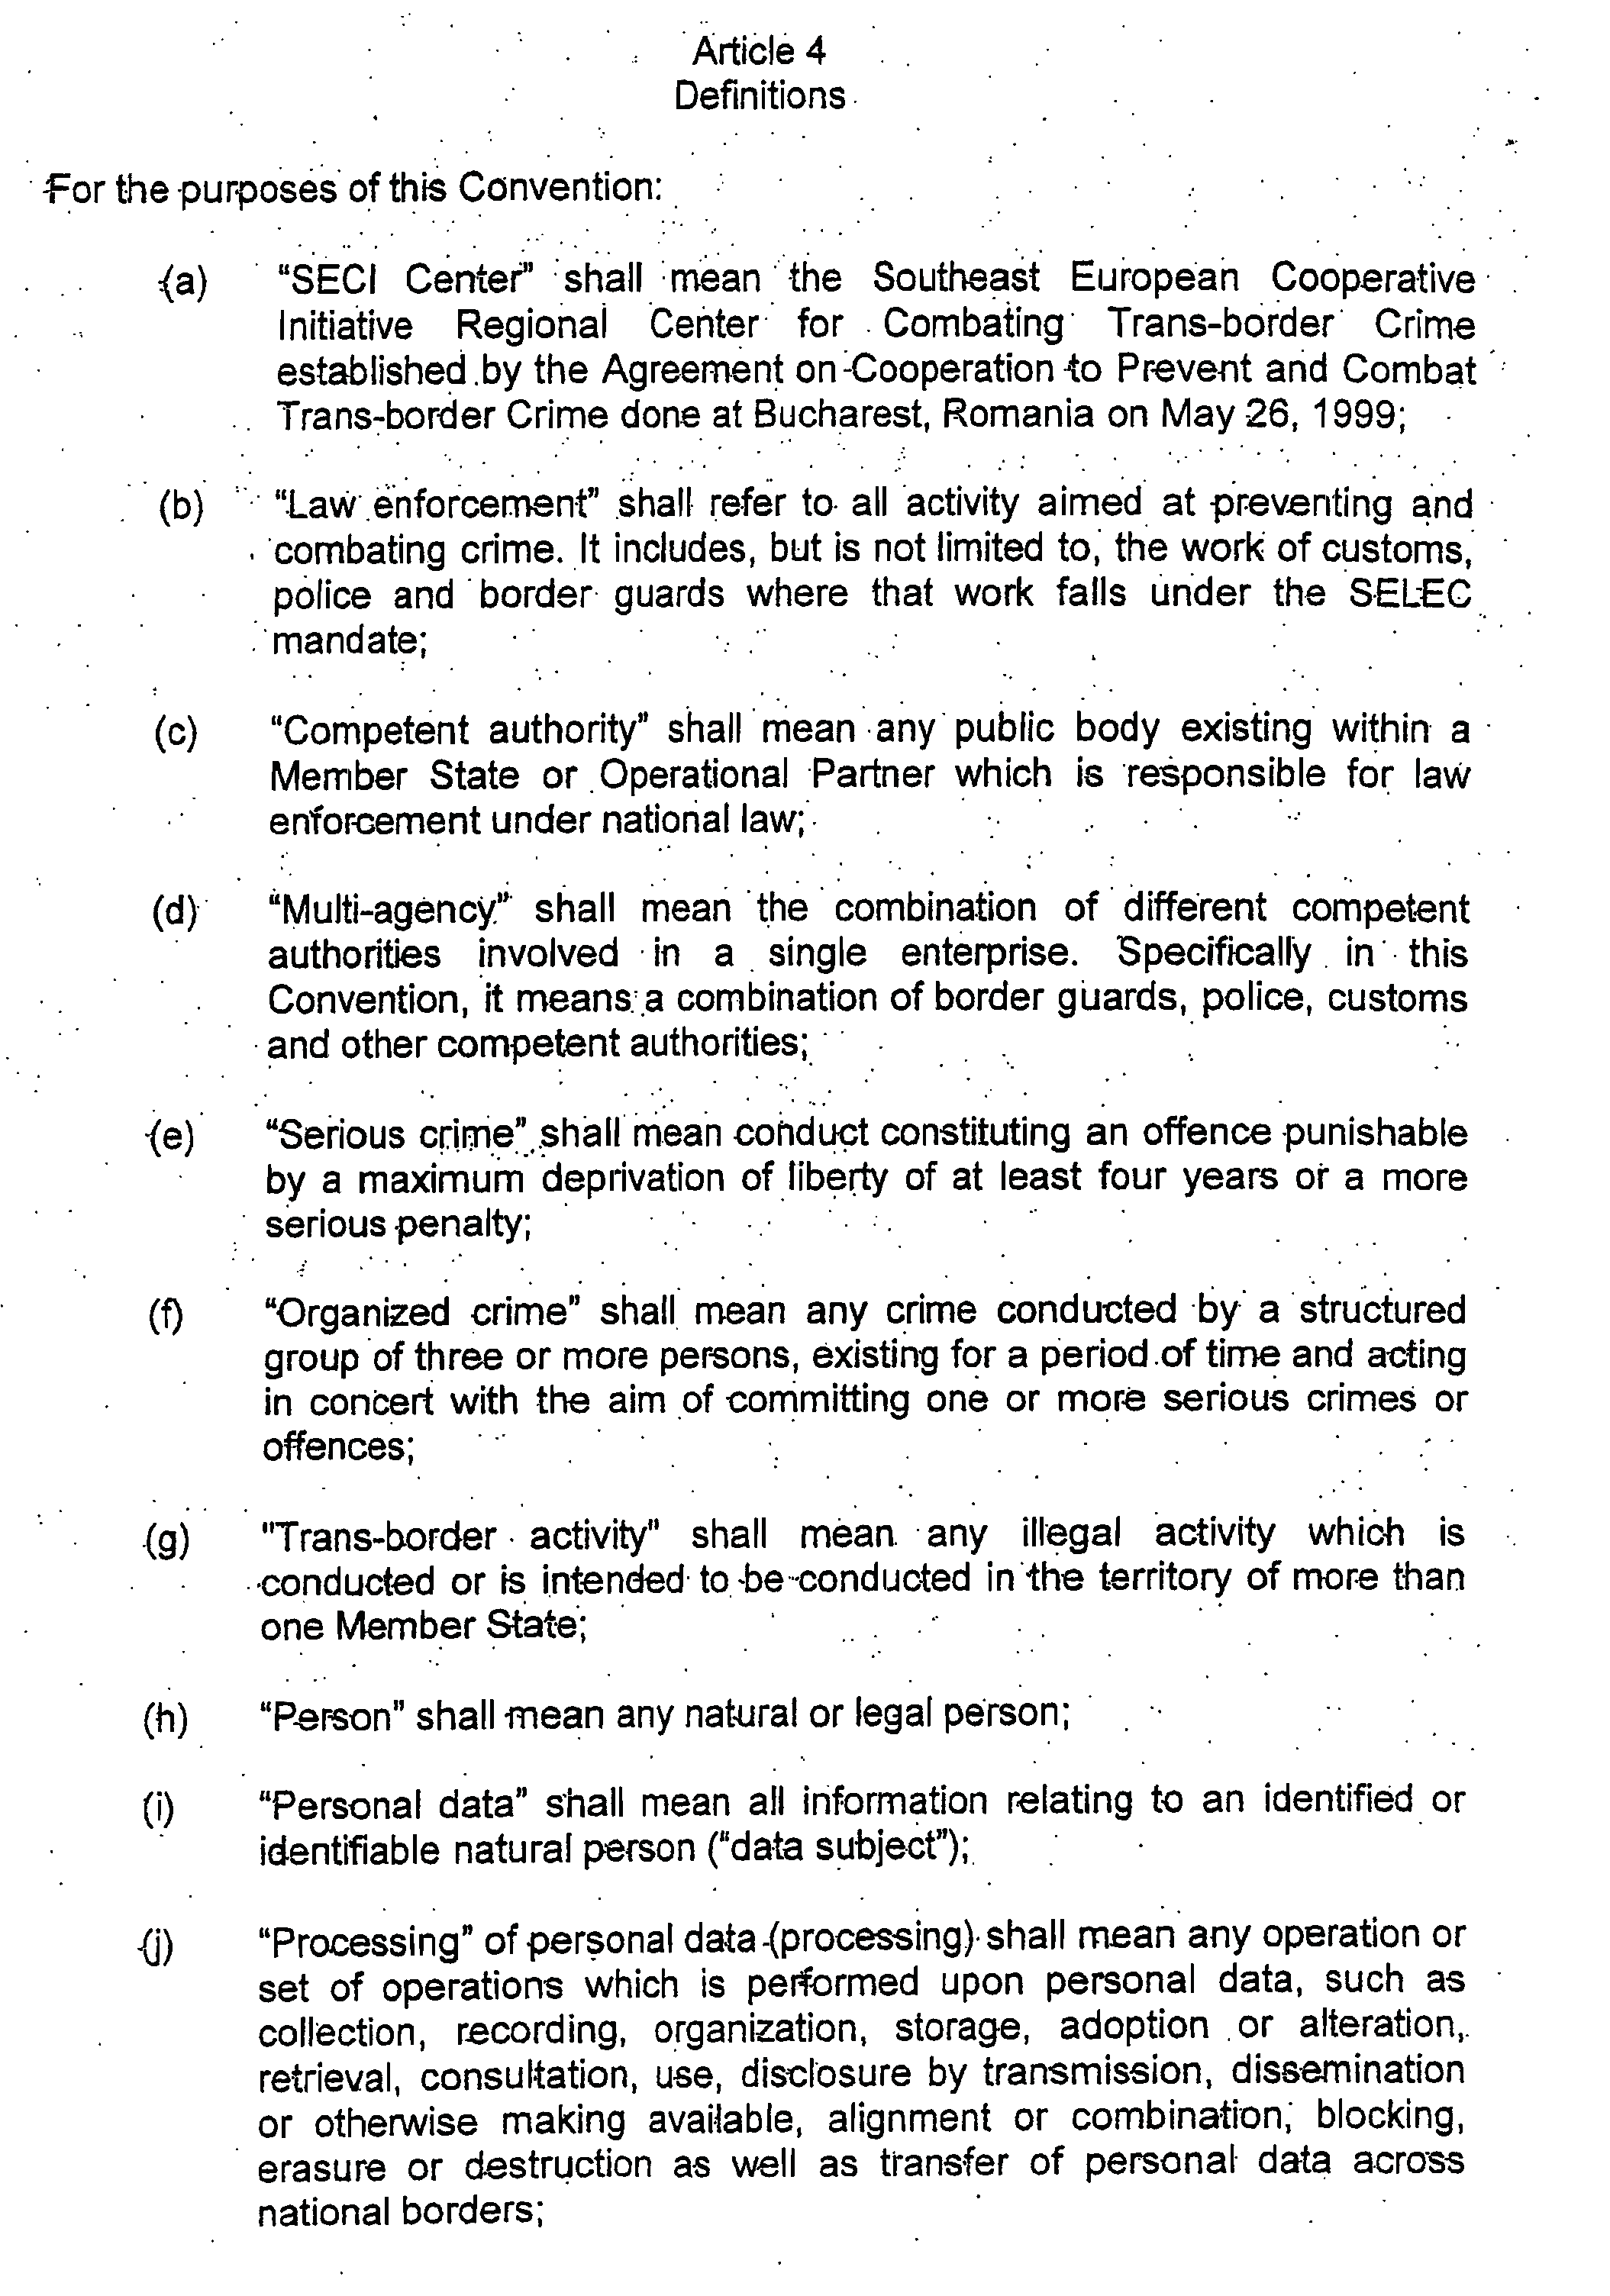 Article 4
Definitions
For the purposes of this Convention:
(a) “SECI Center” shall mean the Southeast European Cooperative
Initiative Regional Center for Combating Trans-border Crime
established by the Agreement on Cooperation to Prevent and Combat
Trans-border Crime done at Bucharest, Romania on May 26, 1999;
(b) “Law enforcement” shall refer to all activity aimed at preventing and
combating crime. It includes, but is not limited to, the work of customs,
police and border guards where that work falls under the SELEC
mandate;
(c) “Competent authority” shall mean any public body existing within a
Member State or Operational Partner which is responsible for law
enforcement under national law;
(d) “Multi-agency” shall mean the combination of different competent
authorities involved in a single enterprise. Specifically in this
Convention, it means a combination of border guards, police, customs
and other competent authorities;
(e) “Serious crime” shall mean conduct constituting an offence punishable
by a maximum deprivation of liberty of at least four years or a more
serious penalty;
(f) “Organized crime” shall mean any crime conducted by a structured
group of three or more persons, existing for a period of time and acting
in concert with the aim of committing one or more serious crimes or
offences;
(g) "Trans-border activity" shall mean any illegal activity which is
conducted or is intended to be conducted in the territory of more than
one Member State;
(h) “Person” shall mean any natural or legal person;
(i) “Personal data” shall mean all information relating to an identified or
identifiable natural person (“data subject”);
(j) “Processing” of personal data (processing) shall mean any operation or
set of operations which is performed upon personal data, such as
collection, recording, organization, storage, adoption or alteration,
retrieval, consultation, use, disclosure by transmission, dissemination
or otherwise making available, alignment or combination, blocking,
erasure or destruction as well as transfer of personal data across
national borders;